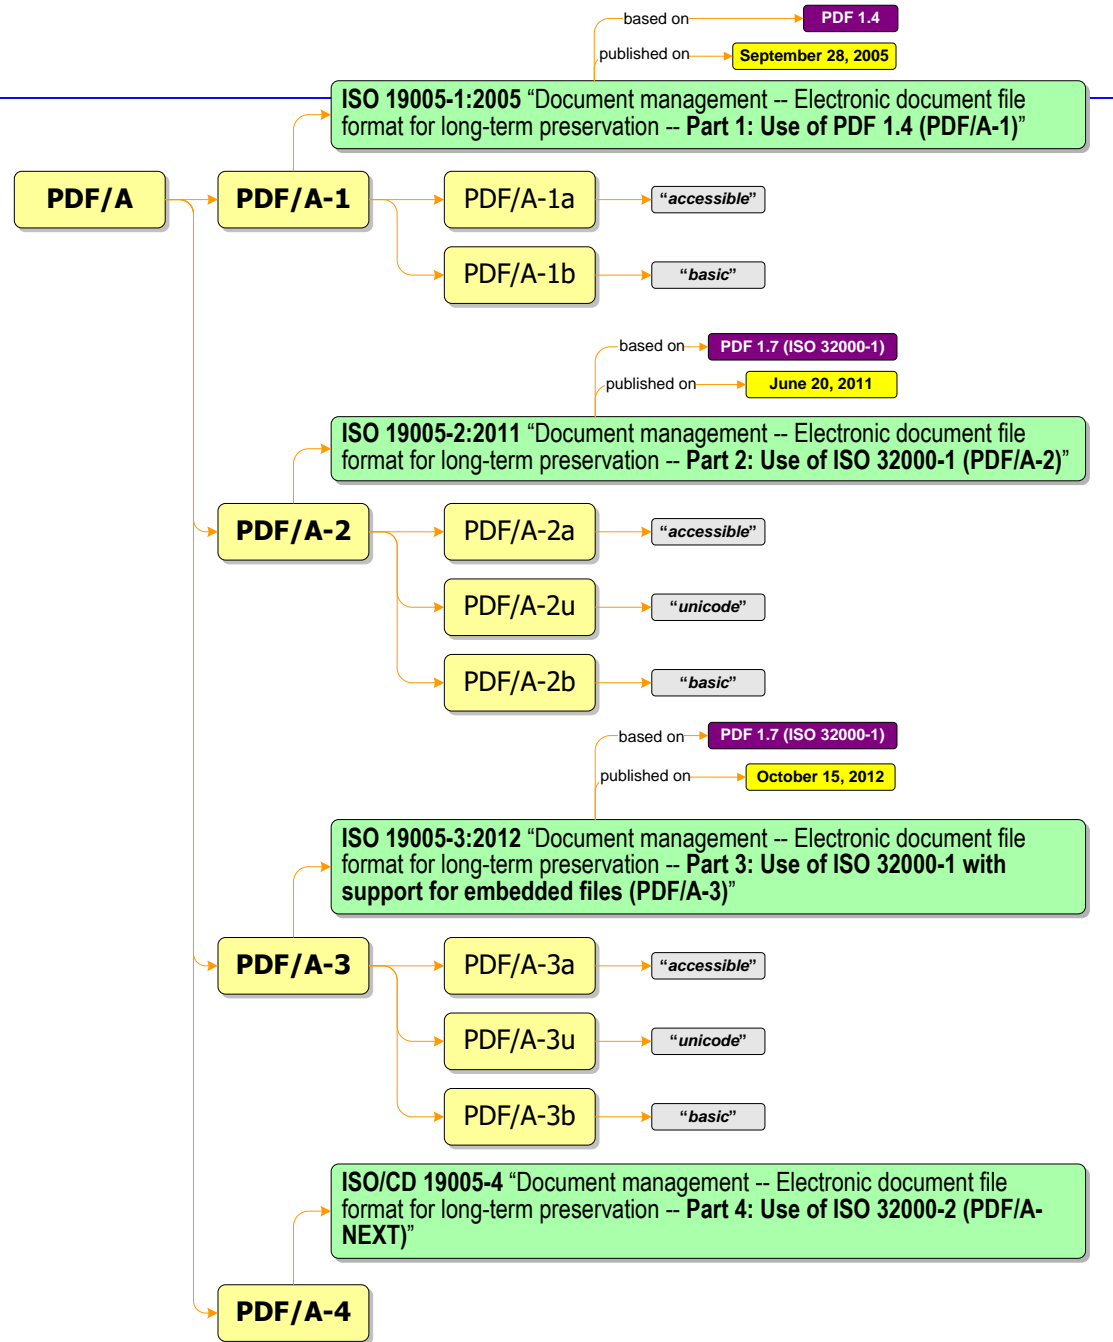 based on
PDF 1.4
published on
September 28, 2005
ISO 19005-1:2005 “Document management -- Electronic document file
format for long-term preservation -- Part 1: Use of PDF 1.4 (PDF/A-1)”
PDF/A
PDF/A-1
PDF/A-1a
“accessible”
PDF/A-1b
“basic”
based on
PDF 1.7 (ISO 32000-1)
published on
June 20, 2011
ISO 19005-2:2011 “Document management -- Electronic document file
format for long-term preservation -- Part 2: Use of ISO 32000-1 (PDF/A-2)”
PDF/A-2
PDF/A-2a
“accessible”
PDF/A-2u
“unicode”
PDF/A-2b
“basic”
based on
PDF 1.7 (ISO 32000-1)
published on
October 15, 2012
ISO 19005-3:2012 “Document management -- Electronic document file
format for long-term preservation -- Part 3: Use of ISO 32000-1 with
support for embedded files (PDF/A-3)”
PDF/A-3
PDF/A-3a
“accessible”
PDF/A-3u
“unicode”
PDF/A-3b
“basic”
ISO/CD 19005-4 “Document management -- Electronic document file
format for long-term preservation -- Part 4: Use of ISO 32000-2 (PDF/A-
NEXT)”
PDF/A-4